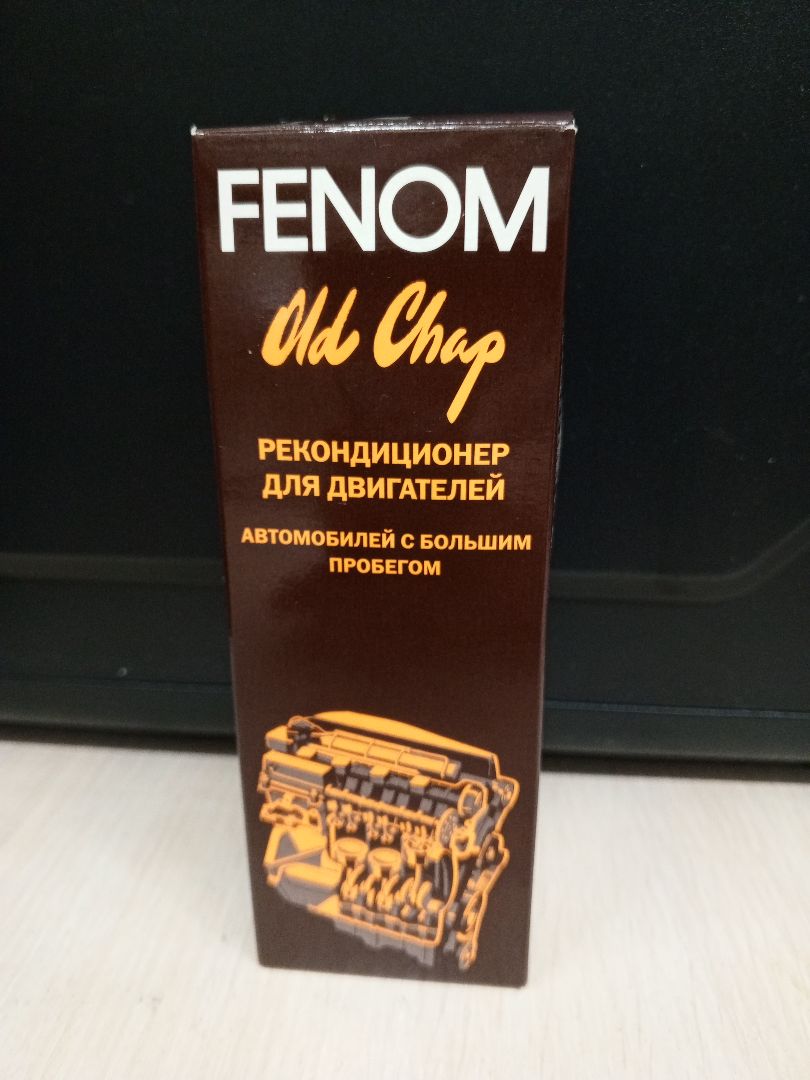 FENOM
Old Chap
РЕКОНДИЦИОНЕР
ДЛЯ ДВИГАТЕЛЕЙ
АВТОМОБИЛЕЙ С БОЛЬШИМ
ПРОБЕГОМ